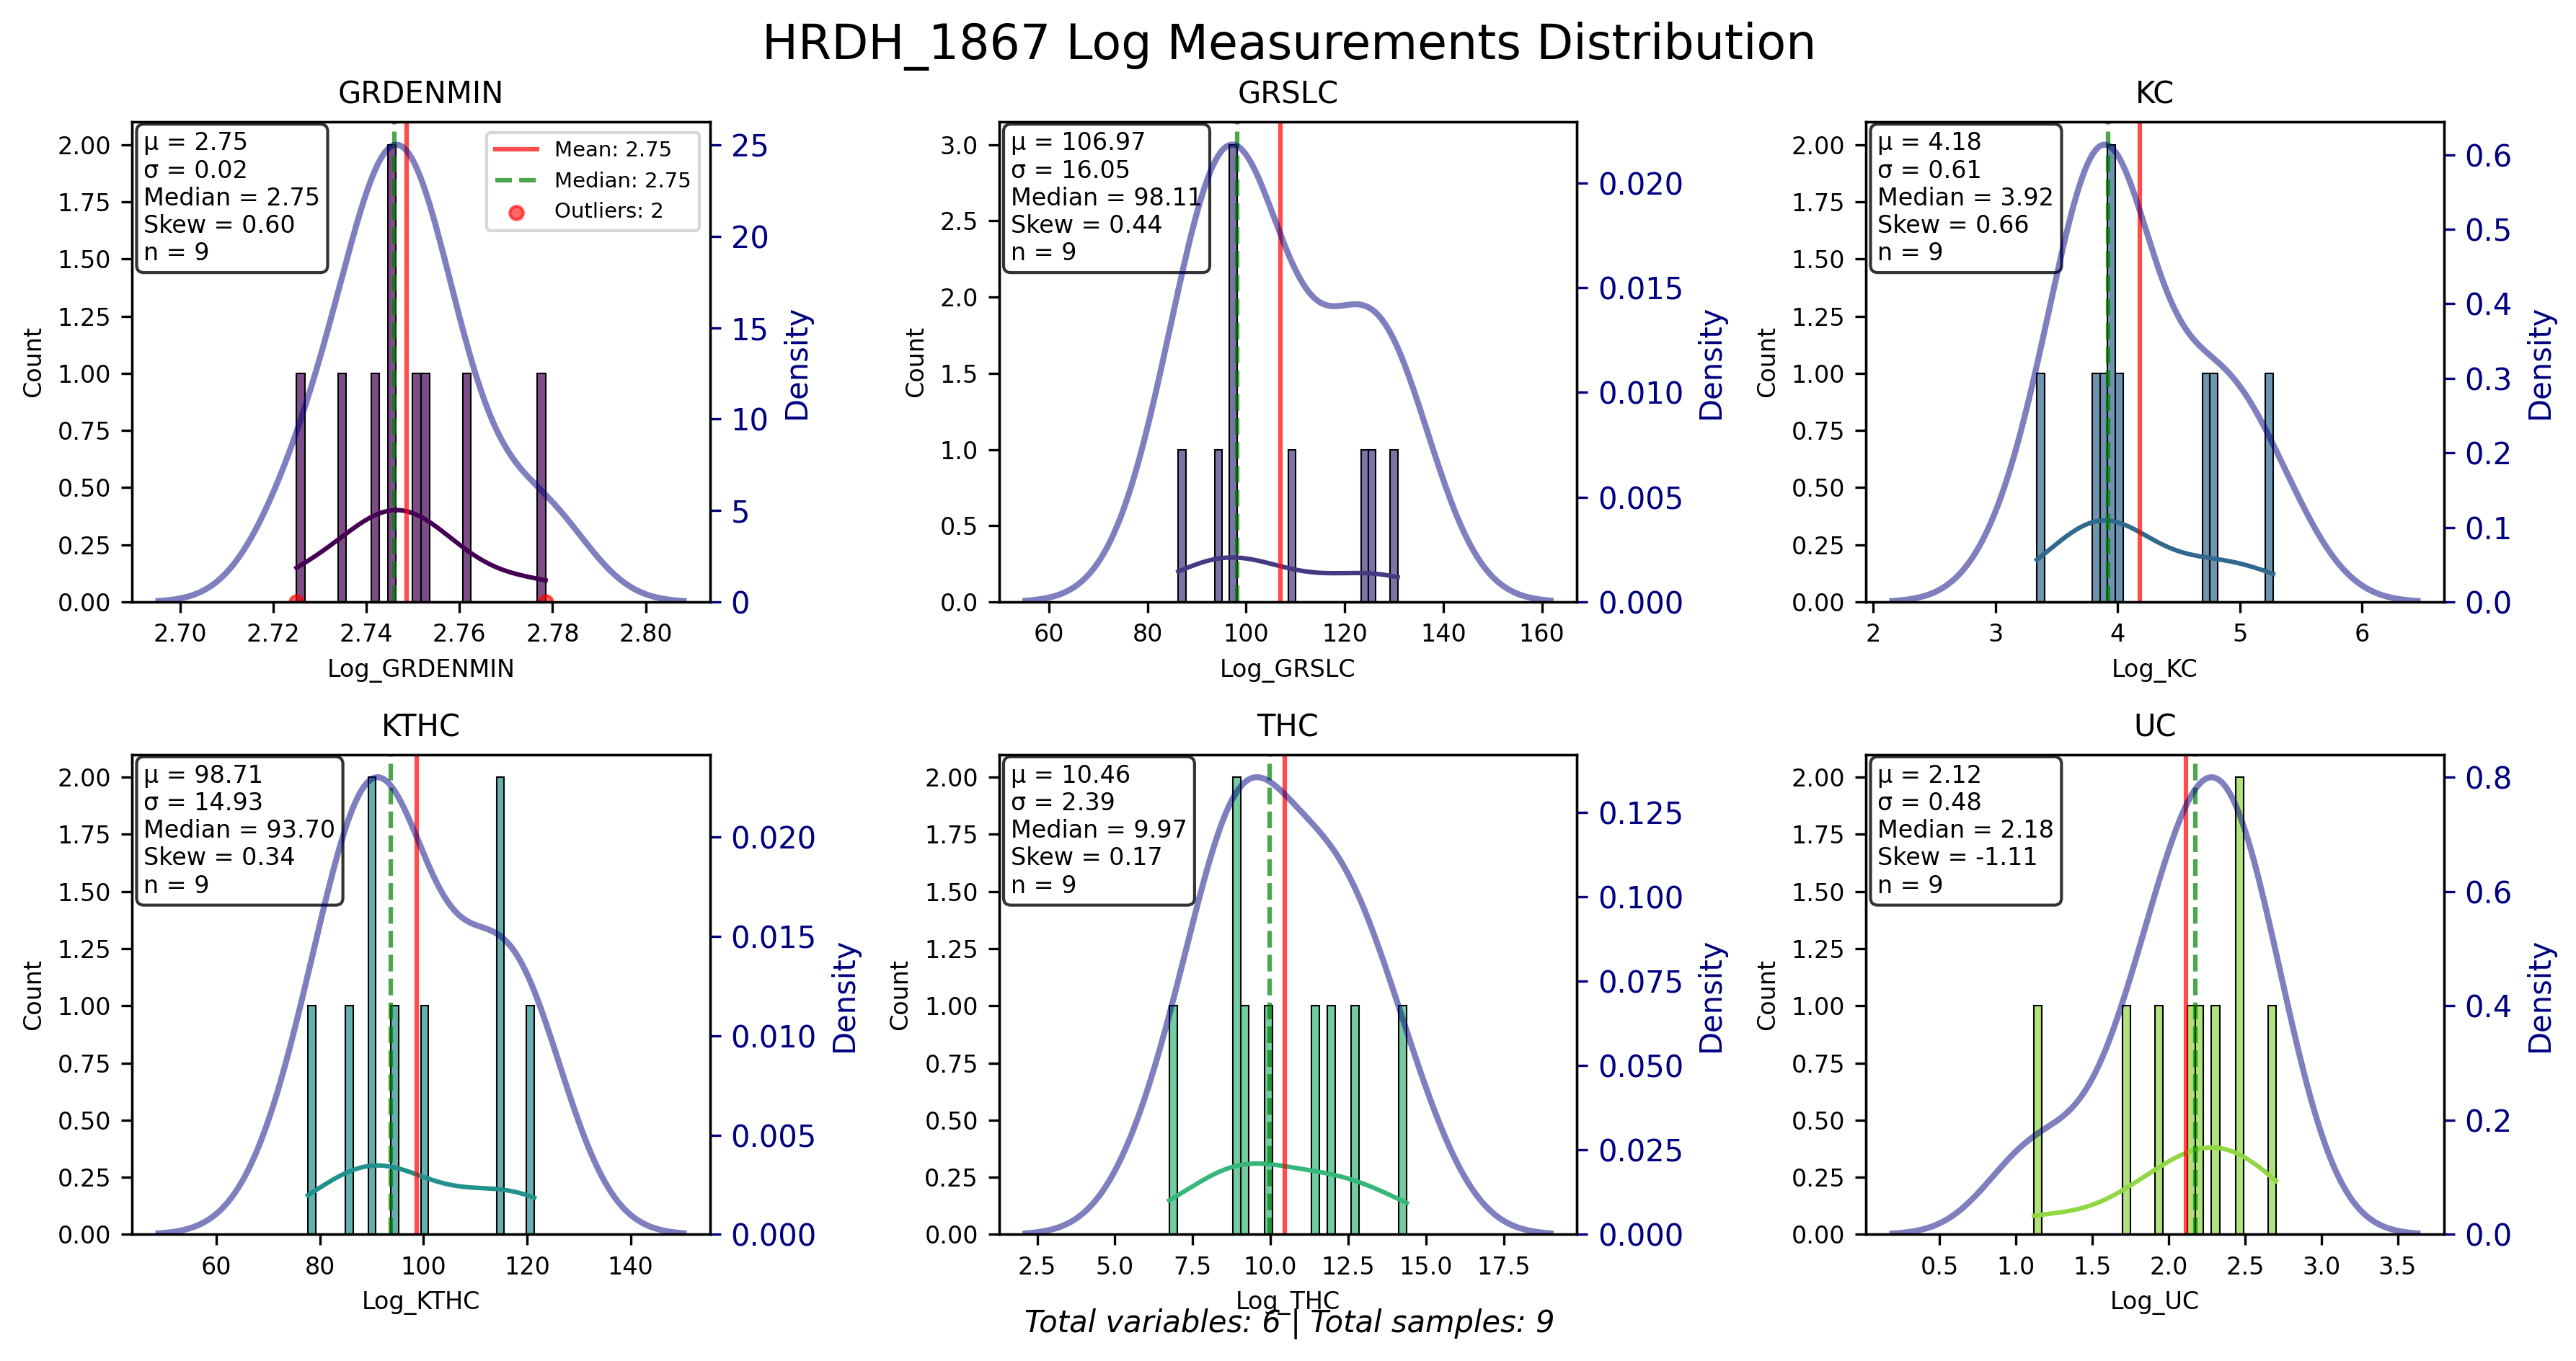 HRDH_1867 Log Measurements Distribution
GRDENMIN
μ = 2.75
σ = 0.02
Median = 2.75
Skew = 0.60
n = 9
Mean: 2.75
Median: 2.75
Outliers: 2
2.00
1.75
1.50
1.25
1.00
0.75
0.50
0.25
0.00
Count
25
20
15
10
5
0
Density
2.70 2.72 2.74 2.76 2.78 2.80
Log_GRDENMIN
GRSLC
μ = 106.97
σ = 16.05
Median = 98.11
Skew = 0.44
n = 9
3.0
2.5
2.0
1.5
1.0
0.5
0.0
Count
0.020
0.015
0.010
0.005
0.000
Density
60 80 100 120 140 160
Log_GRSLC
KC
μ = 4.18
σ = 0.61
Median = 3.92
Skew = 0.66
n = 9
2.00
1.75
1.50
1.25
1.00
0.75
0.50
0.25
0.00
Count
0.6
0.5
0.4
0.3
0.2
0.1
0.0
Density
2 3 4 5 6
Log_KC
KTHC
μ = 98.71
σ = 14.93
Median = 93.70
Skew = 0.34
n = 9
2.00
1.75
1.50
1.25
1.00
0.75
0.50
0.25
0.00
Count
0.020
0.015
0.010
0.005
0.000
Density
60 80 100 120 140
Log_KTHC
THC
μ = 10.46
σ = 2.39
Median = 9.97
Skew = 0.17
n = 9
2.00
1.75
1.50
1.25
1.00
0.75
0.50
0.25
0.00
Count
0.125
0.100
0.075
0.050
0.025
0.000
Density
2.5 5.0 7.5 10.0 12.5 15.0 17.5
Log_THC
UC
μ = 2.12
σ = 0.48
Median = 2.18
Skew = -1.11
n = 9
2.00
1.75
1.50
1.25
1.00
0.75
0.50
0.25
0.00
Count
0.8
0.6
0.4
0.2
0.0
Density
0.5 1.0 1.5 2.0 2.5 3.0 3.5
Log_UC
Total variables: 6 | Total samples: 9